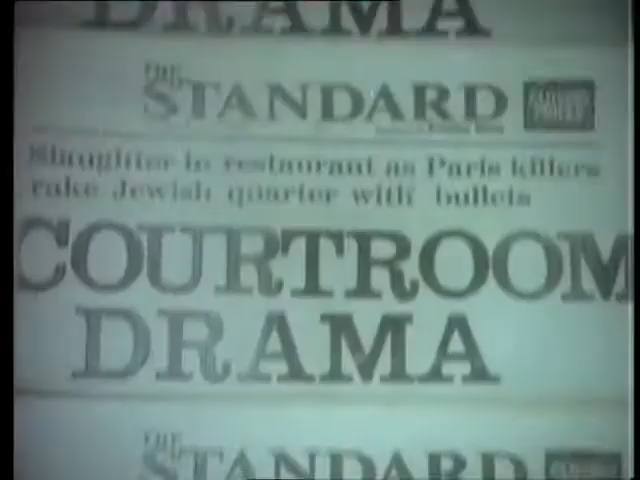 DRAMA
THE
STANDARD
Slaughter in restaurant as Paris killers
rake Jewish quarter with bullets
COURTROOM
DRAMA
THE
STANDARD